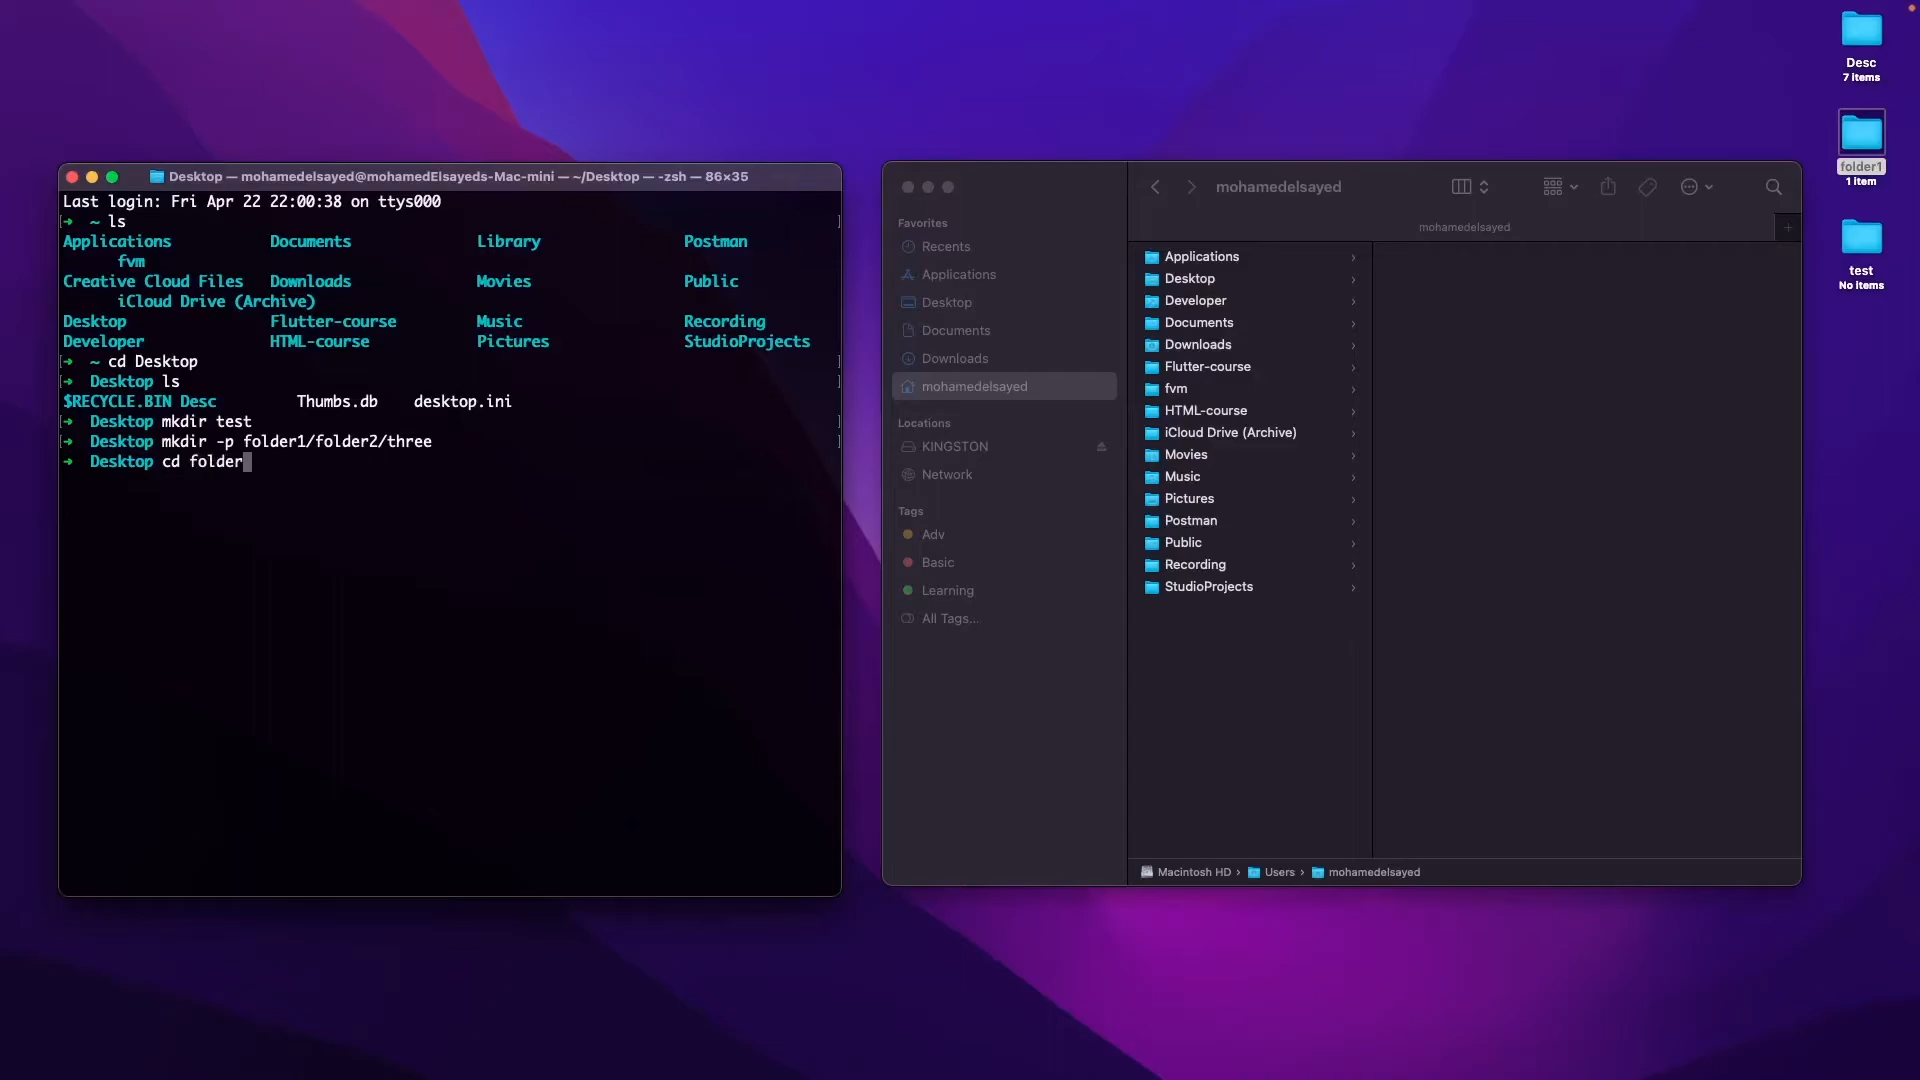 Desktop — mohamedelsayed@mohamedElsayeds-Mac-mini — ~/Desktop — -zsh — 86×35
Last login: Fri Apr 22 22:00:38 on ttys000
[➜ ~ ls ]
Applications Documents Library Postman
fvm
Creative Cloud Files Downloads Movies Public
iCloud Drive (Archive)
Desktop Flutter-course Music Recording
Developer HTML-course Pictures StudioProjects
[➜ ~ cd Desktop ]
[➜ Desktop ls ]
$RECYCLE.BIN Desc Thumbs.db desktop.ini
[➜ Desktop mkdir test ]
[➜ Desktop mkdir -p folder1/folder2/three ]
➜ Desktop cd folder
mohamedelsayed
mohamedelsayed
Favorites
Recents
Applications
Desktop
Documents
Downloads
mohamedelsayed
Locations
KINGSTON
Network
Tags
Adv
Basic
Learning
All Tags...
Applications
Desktop
Developer
Documents
Downloads
Flutter-course
fvm
HTML-course
iCloud Drive (Archive)
Movies
Music
Pictures
Postman
Public
Recording
StudioProjects
Macintosh HD › Users › mohamedelsayed
Desc
7 items
folder1
1 item
test
No items